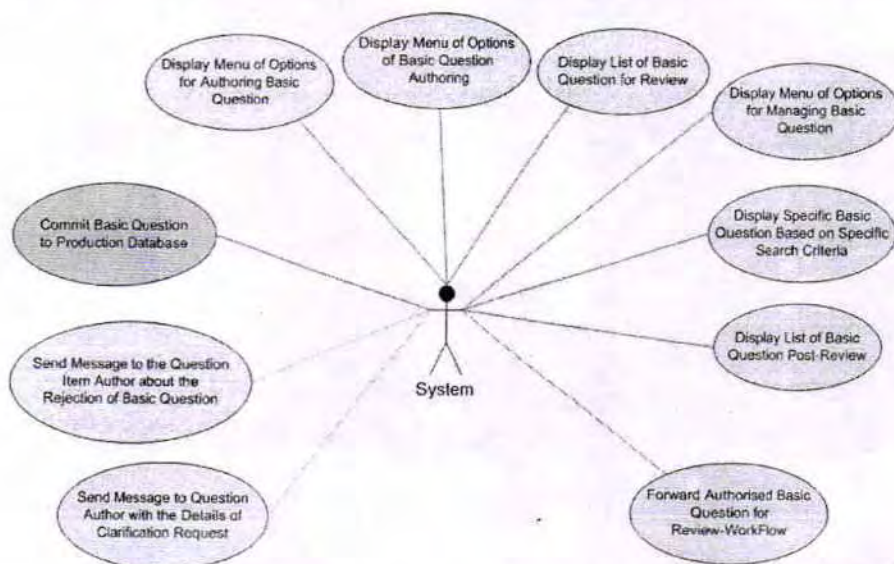 Display Menu of Options
for Authoring Basic
Question
Display Menu of Options
of Basic Question
Authoring
Display List of Basic
Question for Review
Display Menu of Options
for Managing Basic
Question
Commit Basic Question
to Production Database
Display Specific Basic
Question Based on Specific
Search Criteria
Send Message to the Question
Item Author about the
Rejection of Basic Question
Display List of Basic
Question Post-Review
System
Send Message to Question
Author with the Details of
Clarification Request
Forward Authorised Basic
Question for
Review-WorkFlow